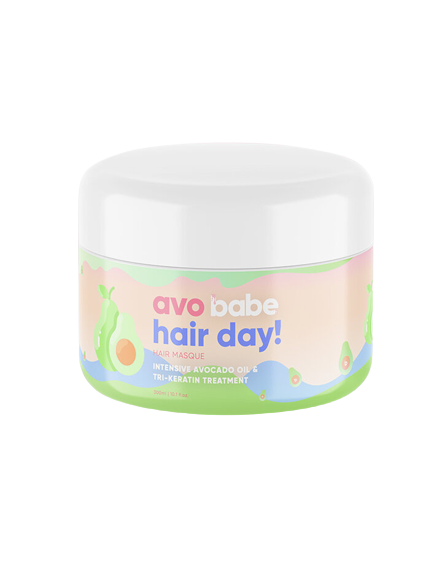 avo babe
hair day!
HAIR MASQUE
INTENSIVE AVOCADO OIL &
TRI-KERATIN TREATMENT